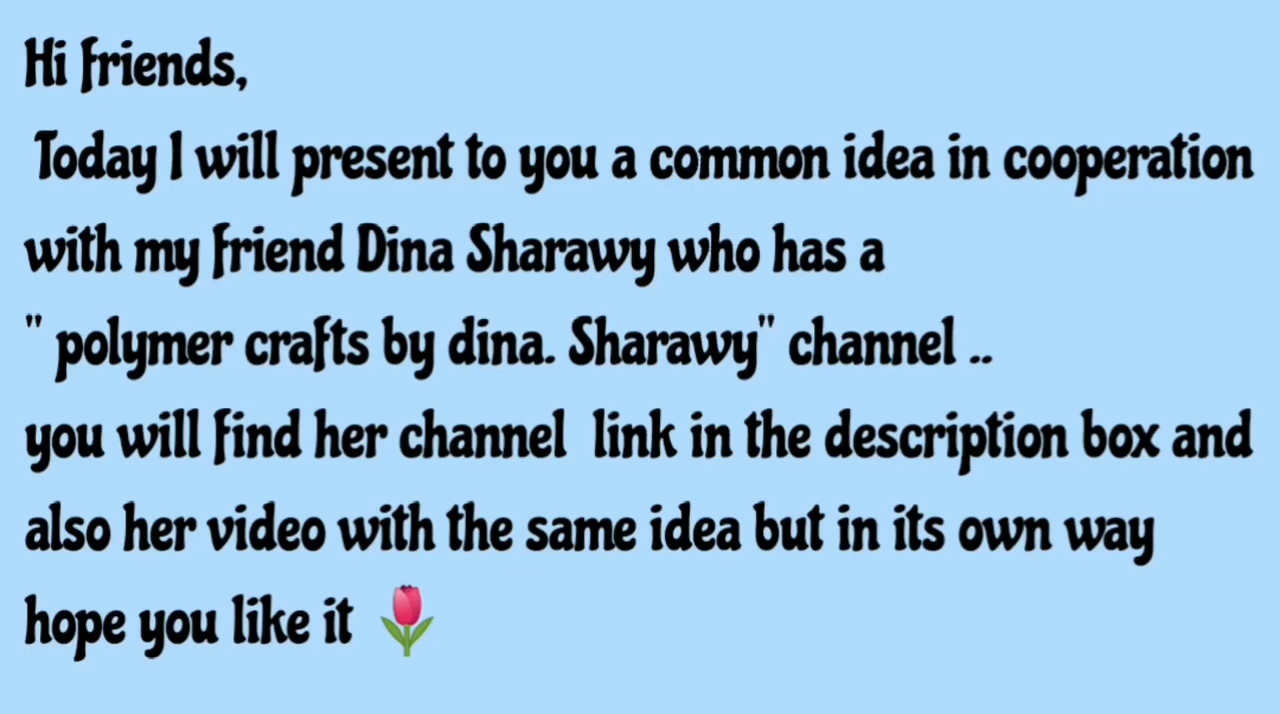 Hi friends,
Today I will present to you a common idea in cooperation
with my friend Dina Sharawy who has a
" polymer crafts by dina. Sharawy" channel ..
you will find her channel link in the description box and
also her video with the same idea but in its own way
hope you like it 🌷